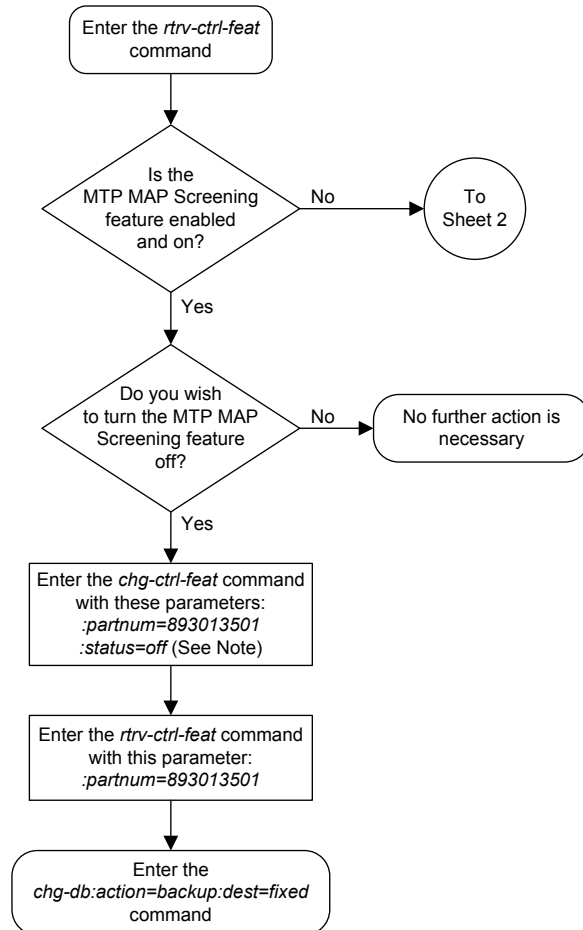 Enter the rtrv-ctrl-feat
command
Is the
MTP MAP Screening
feature enabled
and on?
No
To
Sheet 2
Yes
Do you wish
to turn the MTP MAP
Screening feature
off?
No
No further action is
necessary
Yes
Enter the chg-ctrl-feat command
with these parameters:
:partnum=893013501
:status=off (See Note)
Enter the rtrv-ctrl-feat command
with this parameter:
:partnum=893013501
Enter the
chg-db:action=backup:dest=fixed
command